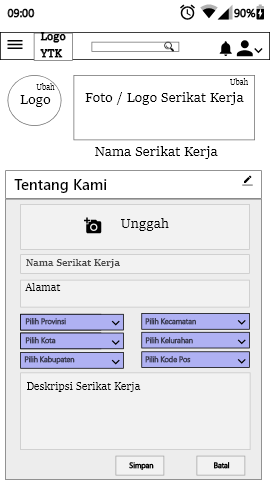 09:00
90%
Logo
YTK
Ubah
Logo
Ubah
Foto / Logo Serikat Kerja
Nama Serikat Kerja
Tentang Kami
Unggah
Nama Serikat Kerja
Alamat
Pilih Provinsi
Pilih Kecamatan
Pilih Kota
Pilih Kelurahan
Pilih Kabupaten
Pilih Kode Pos
Deskripsi Serikat Kerja
Simpan
Batal